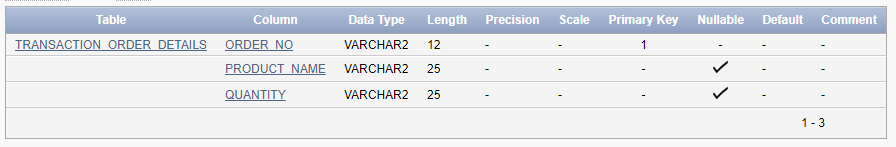 Table Column Data Type Length Precision Scale Primary Key Nullable Default Comment
TRANSACTION_ORDER_DETAILS ORDER_NO VARCHAR2 12 - - 1 - - -
PRODUCT_NAME VARCHAR2 25 - - - ✓ - -
QUANTITY VARCHAR2 25 - - - ✓ - -
1 - 3